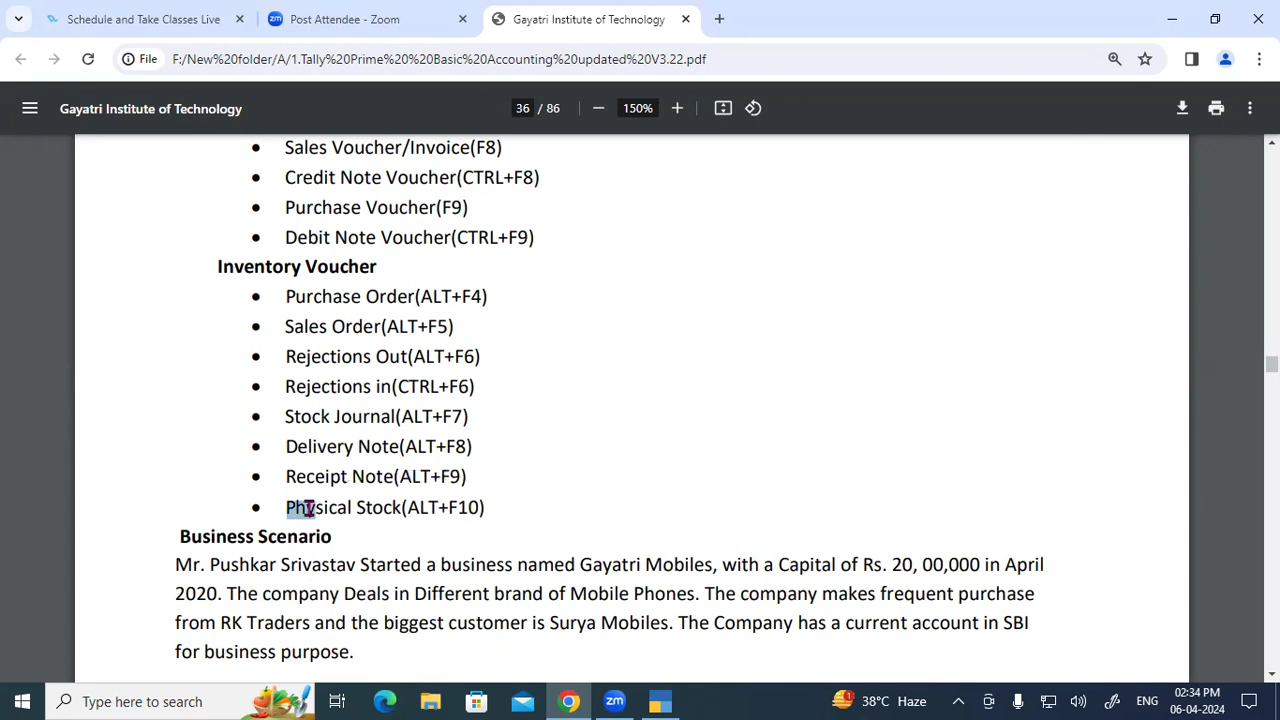 Schedule and Take Classes Live
Post Attendee - Zoom
Gayatri Institute of Technology
File
F:/New%20folder/A/1.Tally%20Prime%20%20Basic%20Accounting%20updated%20V3.22.pdf
Gayatri Institute of Technology
36 / 86
150%
• Sales Voucher/Invoice(F8)
• Credit Note Voucher(CTRL+F8)
• Purchase Voucher(F9)
• Debit Note Voucher(CTRL+F9)
Inventory Voucher
• Purchase Order(ALT+F4)
• Sales Order(ALT+F5)
• Rejections Out(ALT+F6)
• Rejections in(CTRL+F6)
• Stock Journal(ALT+F7)
• Delivery Note(ALT+F8)
• Receipt Note(ALT+F9)
• Physical Stock(ALT+F10)
Business Scenario
Mr. Pushkar Srivastav Started a business named Gayatri Mobiles, with a Capital of Rs. 20, 00,000 in April
2020. The company Deals in Different brand of Mobile Phones. The company makes frequent purchase
from RK Traders and the biggest customer is Surya Mobiles. The Company has a current account in SBI
for business purpose.
Type here to search
zm
1
38°C Haze
ENG
02:34 PM
06-04-2024